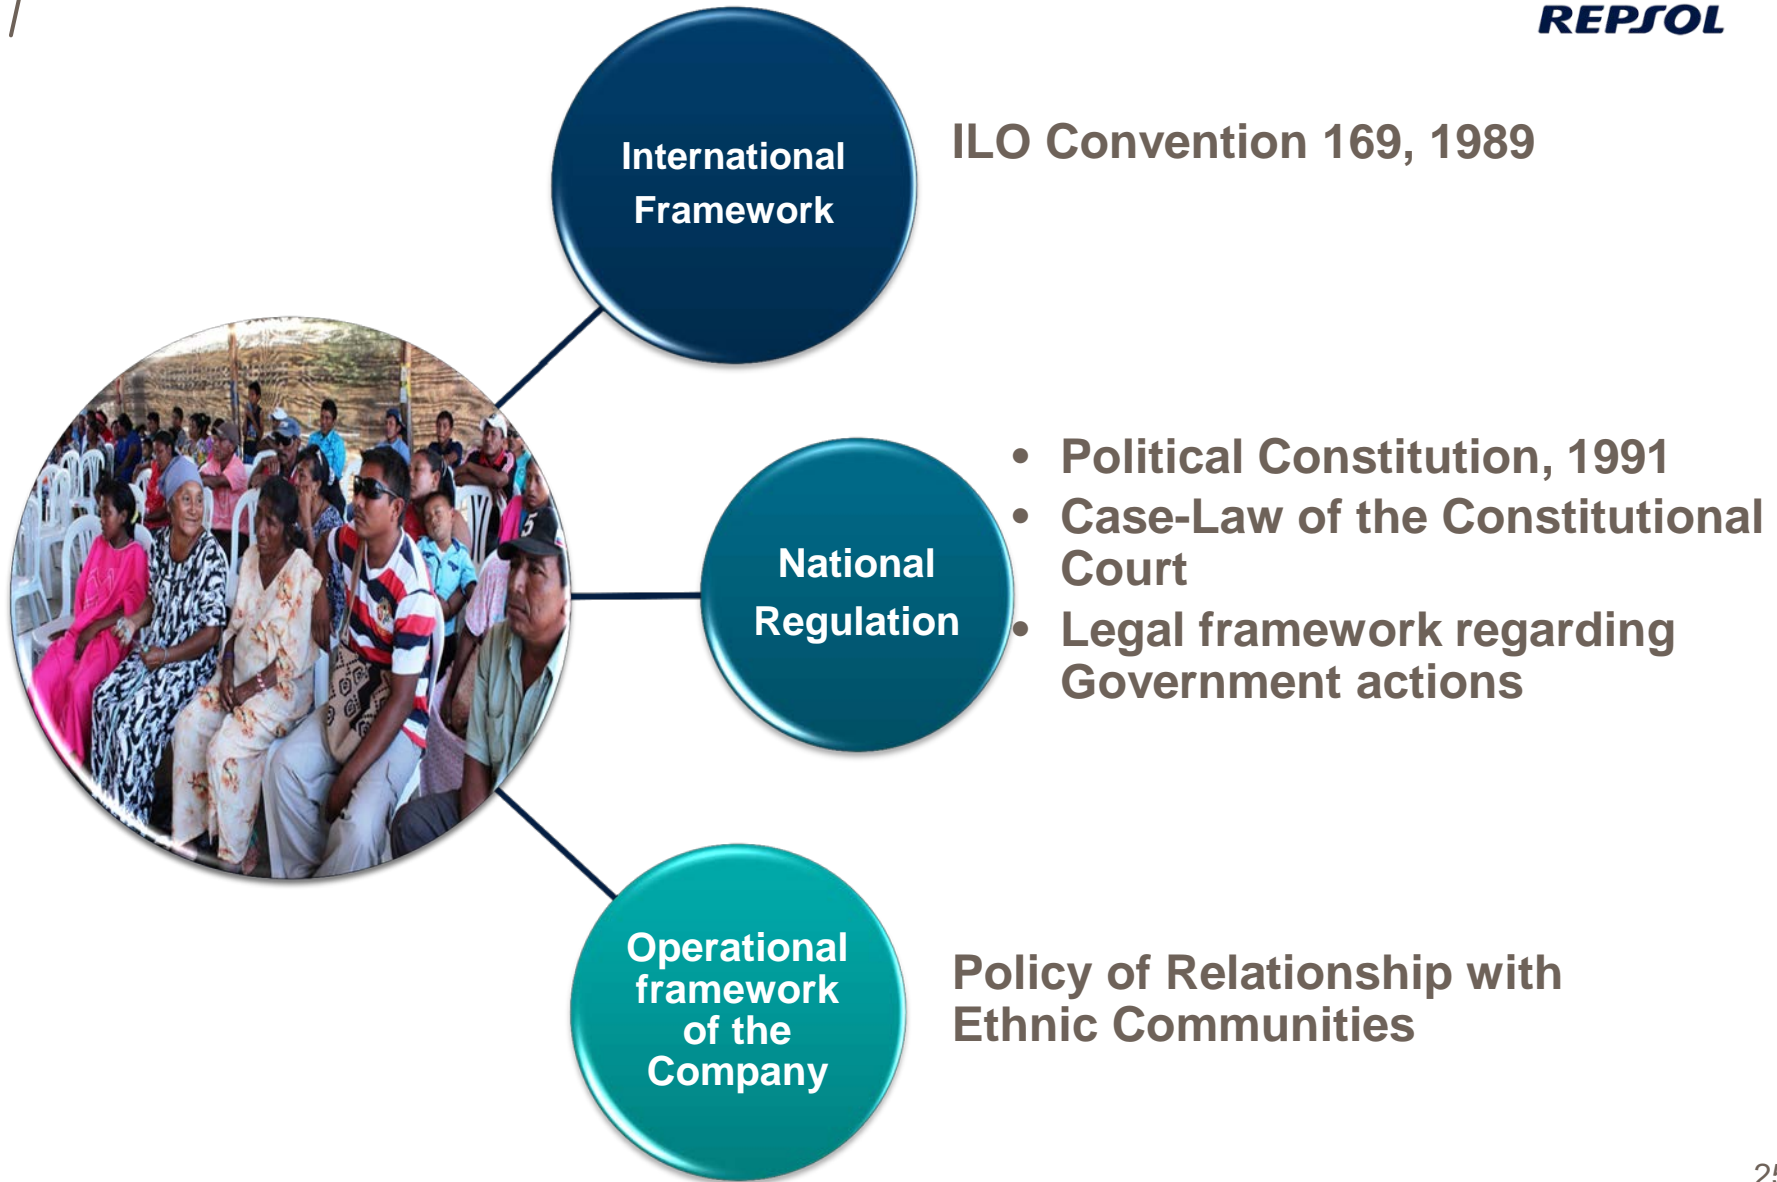 REPSOL
International
Framework
ILO Convention 169, 1989
National
Regulation
• Political Constitution, 1991
• Case-Law of the Constitutional
Court
• Legal framework regarding
Government actions
Operational
framework
of the
Company
Policy of Relationship with
Ethnic Communities
25